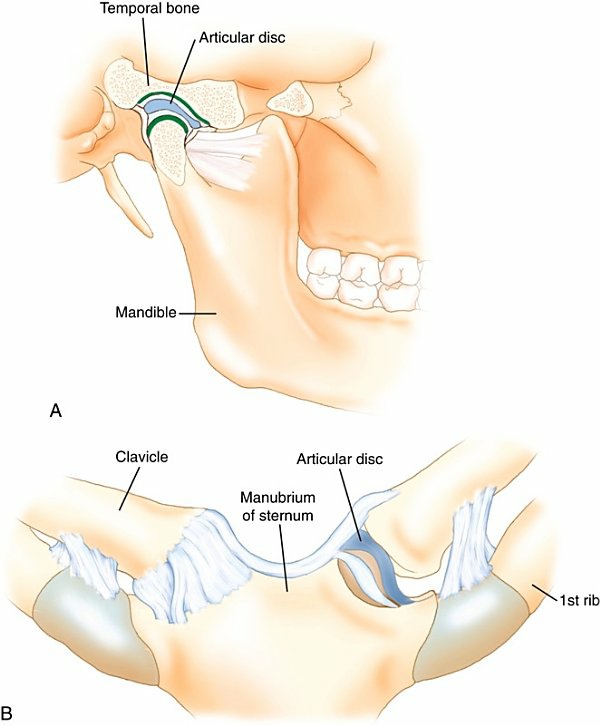 Temporal bone
Articular disc
Mandible
A
Clavicle
Articular disc
Manubrium
of sternum
1st rib
B